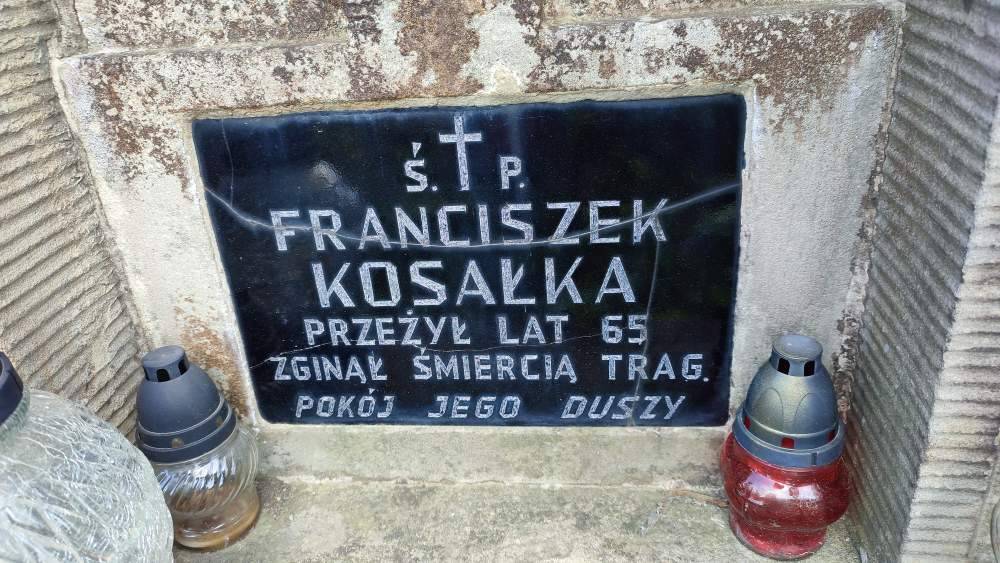 Ś. P.
FRANCISZEK
KOSAŁKA
PRZEŻYŁ LAT 65
ZGINĄŁ ŚMIERCIĄ TRAG.
POKÓJ JEGO DUSZY